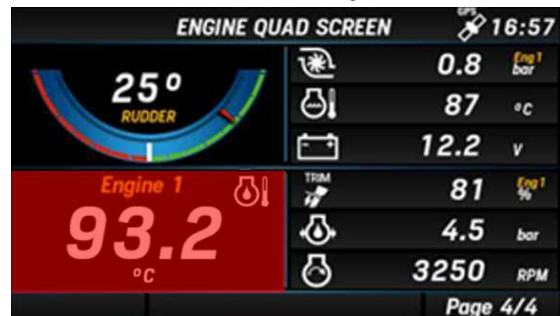 ENGINE QUAD SCREEN
GPS
16:57
25°
RUDDER
0.8 Eng1 bar
87 °C
12.2 V
Engine 1
93.2
°C
TRIM
81 Eng1 %
4.5 bar
3250 RPM
Page 4/4